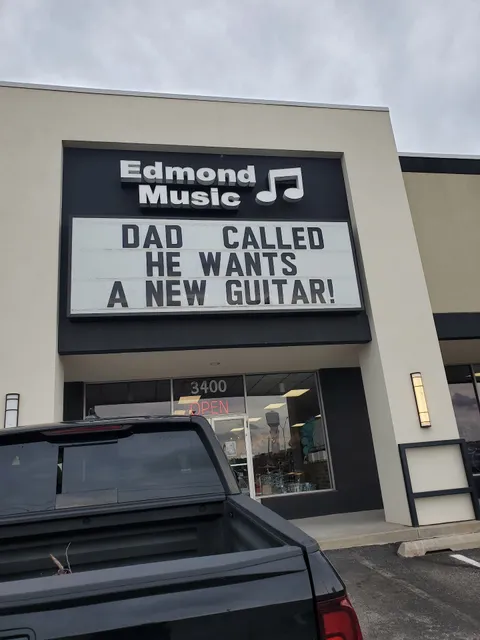 Edmond
Music
DAD CALLED
HE WANTS
A NEW GUITAR!
3400
OPEN